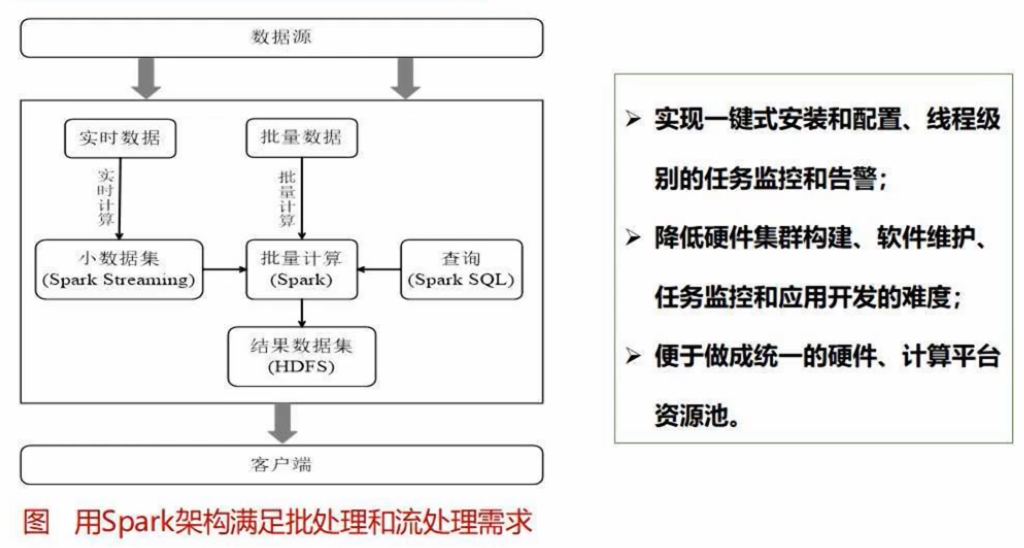 数据源
实时数据
批量数据
实时计算
批量计算
小数据集
(Spark Streaming)
批量计算
(Spark)
查询
(Spark SQL)
结果数据集
(HDFS)
客户端
图 用Spark架构满足批处理和流处理需求
➢ 实现一键式安装和配置、线程级
别的任务监控和告警；
➢ 降低硬件集群构建、软件维护、
任务监控和应用开发的难度；
➢ 便于做成统一的硬件、计算平台
资源池。